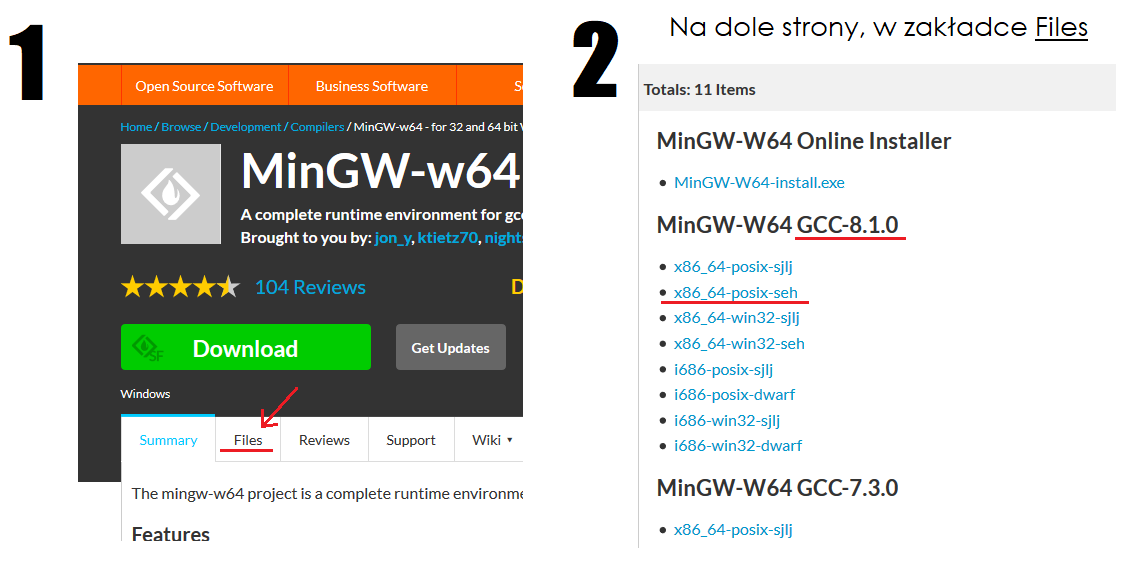 1
Open Source Software Business Software
Home / Browse / Development / Compilers / MinGW-w64 - for 32 and 64 bit
MinGW-w64
A complete runtime environment for gcc
Brought to you by: jon_y, ktietz70, nights
104 Reviews
SF
Download
Get Updates
Windows
Summary Files Reviews Support Wiki
The mingw-w64 project is a complete runtime environme
Features
2
Na dole strony, w zakładce Files
Totals: 11 Items
MinGW-W64 Online Installer
MinGW-W64-install.exe
MinGW-W64 GCC-8.1.0
x86_64-posix-sjlj
x86_64-posix-seh
x86_64-win32-sjlj
x86_64-win32-seh
i686-posix-sjlj
i686-posix-dwarf
i686-win32-sjlj
i686-win32-dwarf
MinGW-W64 GCC-7.3.0
x86_64-posix-sjlj